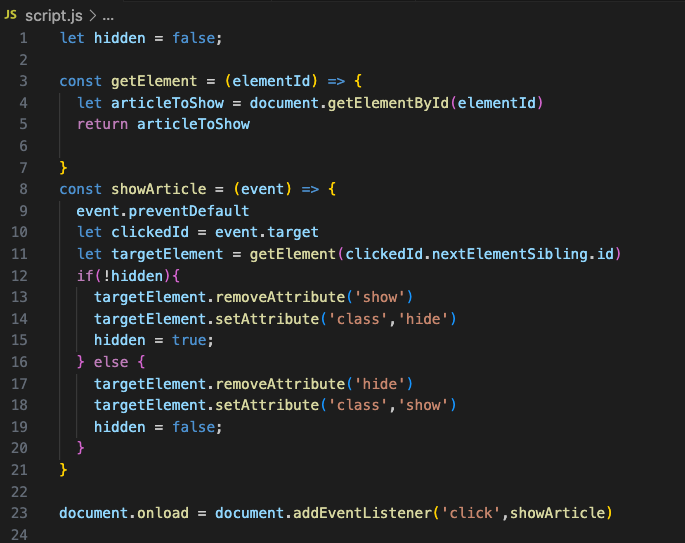 JS script.js > ...
1 let hidden = false;
2
3 const getElement = (elementId) => {
4 let articleToShow = document.getElementById(elementId)
5 return articleToShow
6
7 }
8 const showArticle = (event) => {
9 event.preventDefault
10 let clickedId = event.target
11 let targetElement = getElement(clickedId.nextElementSibling.id)
12 if(!hidden){
13 targetElement.removeAttribute('show')
14 targetElement.setAttribute('class','hide')
15 hidden = true;
16 } else {
17 targetElement.removeAttribute('hide')
18 targetElement.setAttribute('class','show')
19 hidden = false;
20 }
21 }
22
23 document.onload = document.addEventListener('click',showArticle)
24